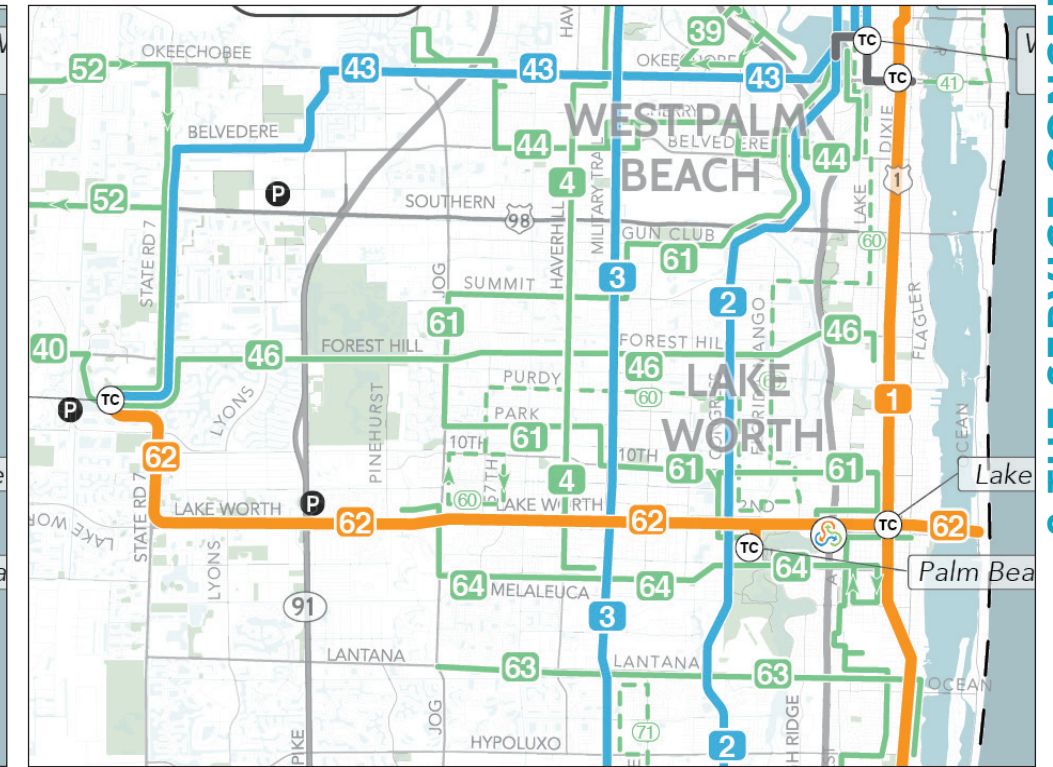 39
OKEECHOBEE
52
43
43
43
TC
TC
41
BELVEDERE
44
CHERRY
WEST PALM
BELVEDERE
BEACH
44
DIXIE
1
4
MILITARY TRAIL
P
52
SOUTHERN
98
HAVERHILL
LAKE
GUN CLUB
60
61
STATE RD 7
JOG
SUMMIT
3
2
61
FLAGLER
46
40
46
FOREST HILL
FOREST HILL
46
LAKE
WORTH
PURDY
60
TC
P
LYONS
PINEHURST
PARK
61
1
OCEAN
10TH
10TH
62
61
61
4
57TH
60
Lake
P
STATE RD 7
LAKE WORTH
62
LAKE WORTH
62
2ND
TC
62
LAKE WOR
TC
Palm Bea
LYONS
64
MELALEUCA
64
64
91
3
LANTANA
63
LANTANA
63
OCEAN
JOG
71
2
HYPOLUXO
PIKE
H RIDGE